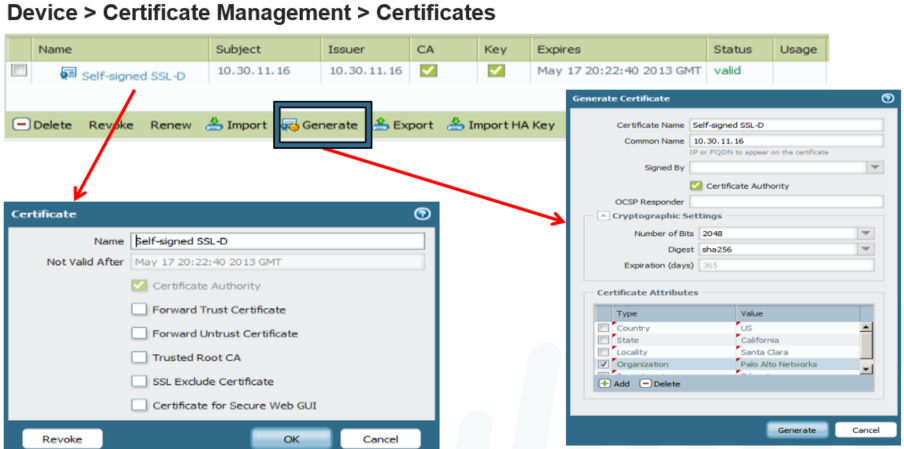 Device > Certificate Management > Certificates
Name Subject Issuer CA Key Expires Status Usage
Self-signed SSL-D 10.30.11.16 10.30.11.16 May 17 20:22:40 2013 GMT valid
Delete Revoke Renew Import Generate Export Import HA Key
Generate Certificate
Certificate Name Self-signed SSL-D
Common Name 10.30.11.16
IP or FQDN to appear on the certificate
Signed By
Certificate Authority
OCSP Responder
Cryptographic Settings
Number of Bits 2048
Digest sha256
Expiration (days) 365
Certificate Attributes
Type Value
Country US
State California
Locality Santa Clara
Organization Palo Alto Networks
Add Delete
Generate Cancel
Certificate
Name Self-signed SSL-D
Not Valid After May 17 20:22:40 2013 GMT
Certificate Authority
Forward Trust Certificate
Forward Untrust Certificate
Trusted Root CA
SSL Exclude Certificate
Certificate for Secure Web GUI
Revoke OK Cancel